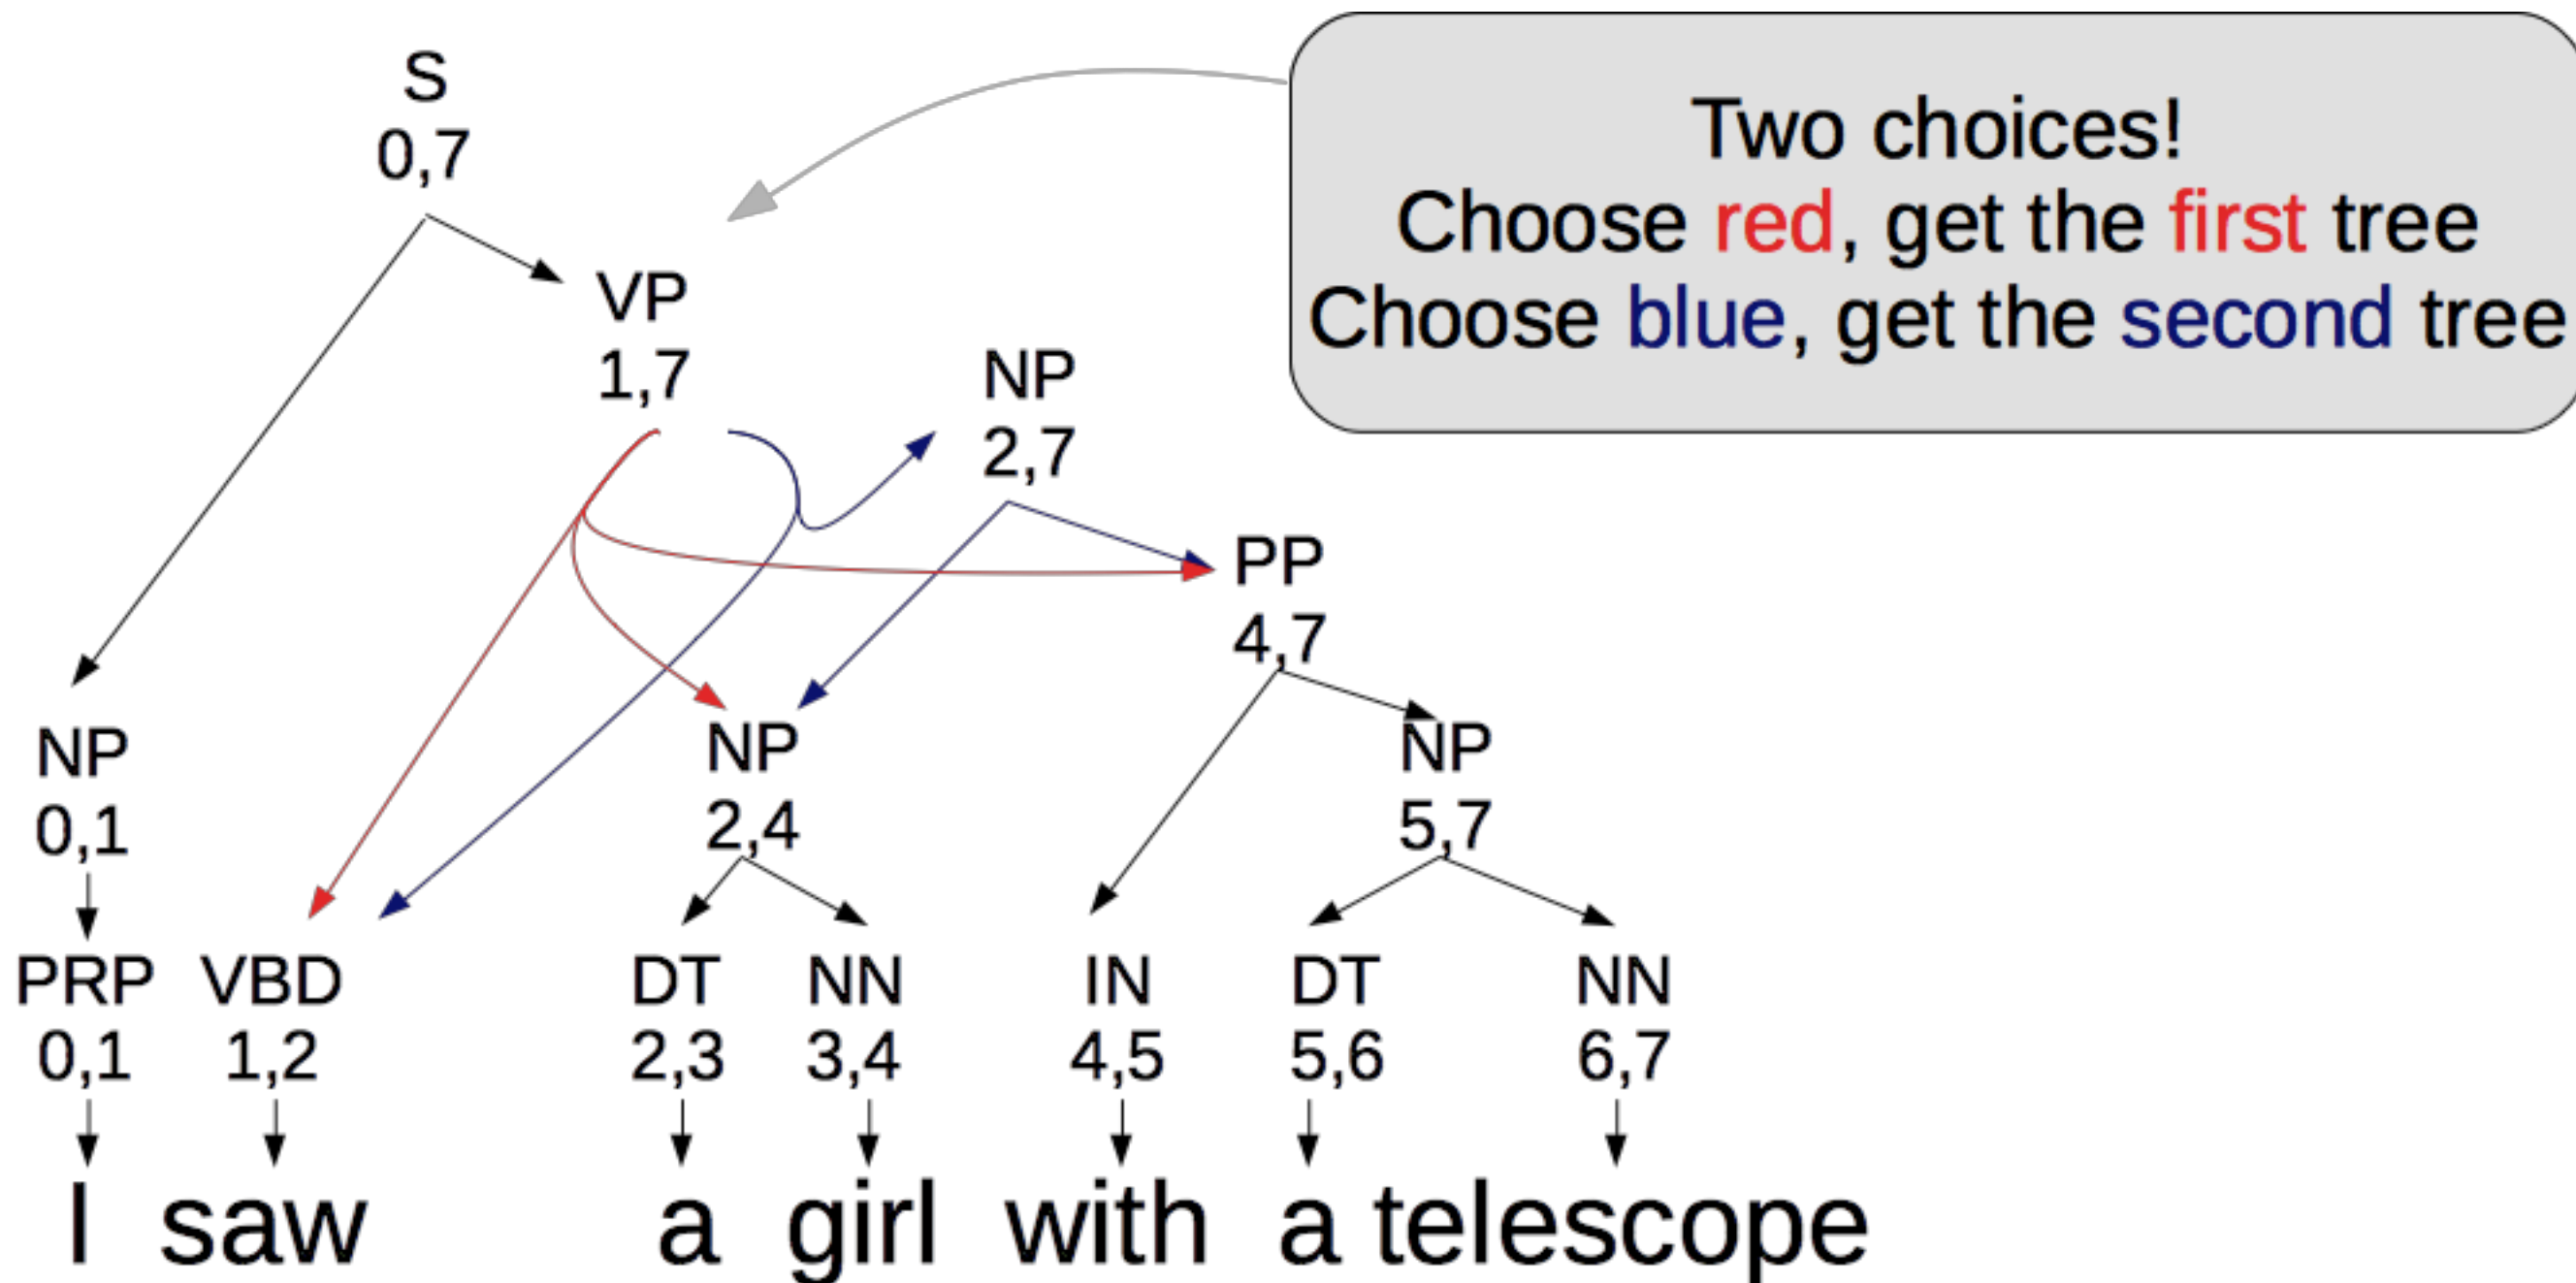 S
0,7
Two choices!
Choose red, get the first tree
Choose blue, get the second tree
VP
1,7
NP
2,7
PP
4,7
NP
0,1
NP
2,4
NP
5,7
PRP VBD DT NN IN DT NN
0,1 1,2 2,3 3,4 4,5 5,6 6,7
I saw a girl with a telescope